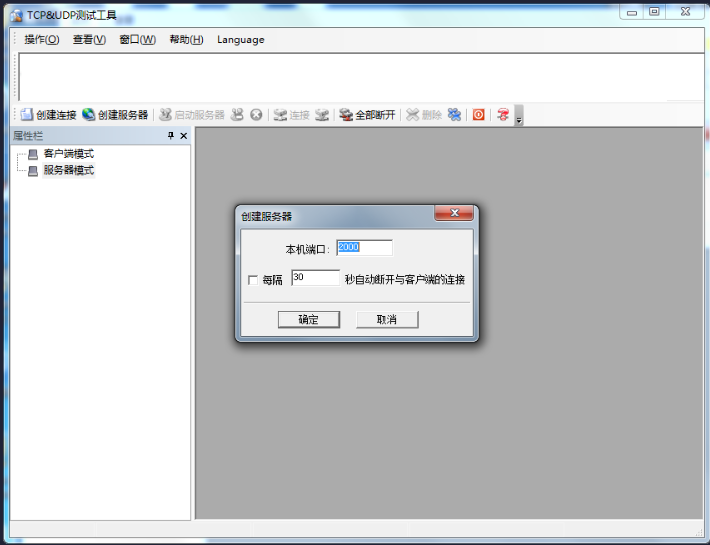 TCP&UDP测试工具
操作(O) 查看(V) 窗口(W) 帮助(H) Language
创建连接 创建服务器 启动服务器 连接 全部断开 删除
属性栏
客户端模式
服务器模式
创建服务器
本机端口: 2000
每隔 30 秒自动断开与客户端的连接
确定 取消